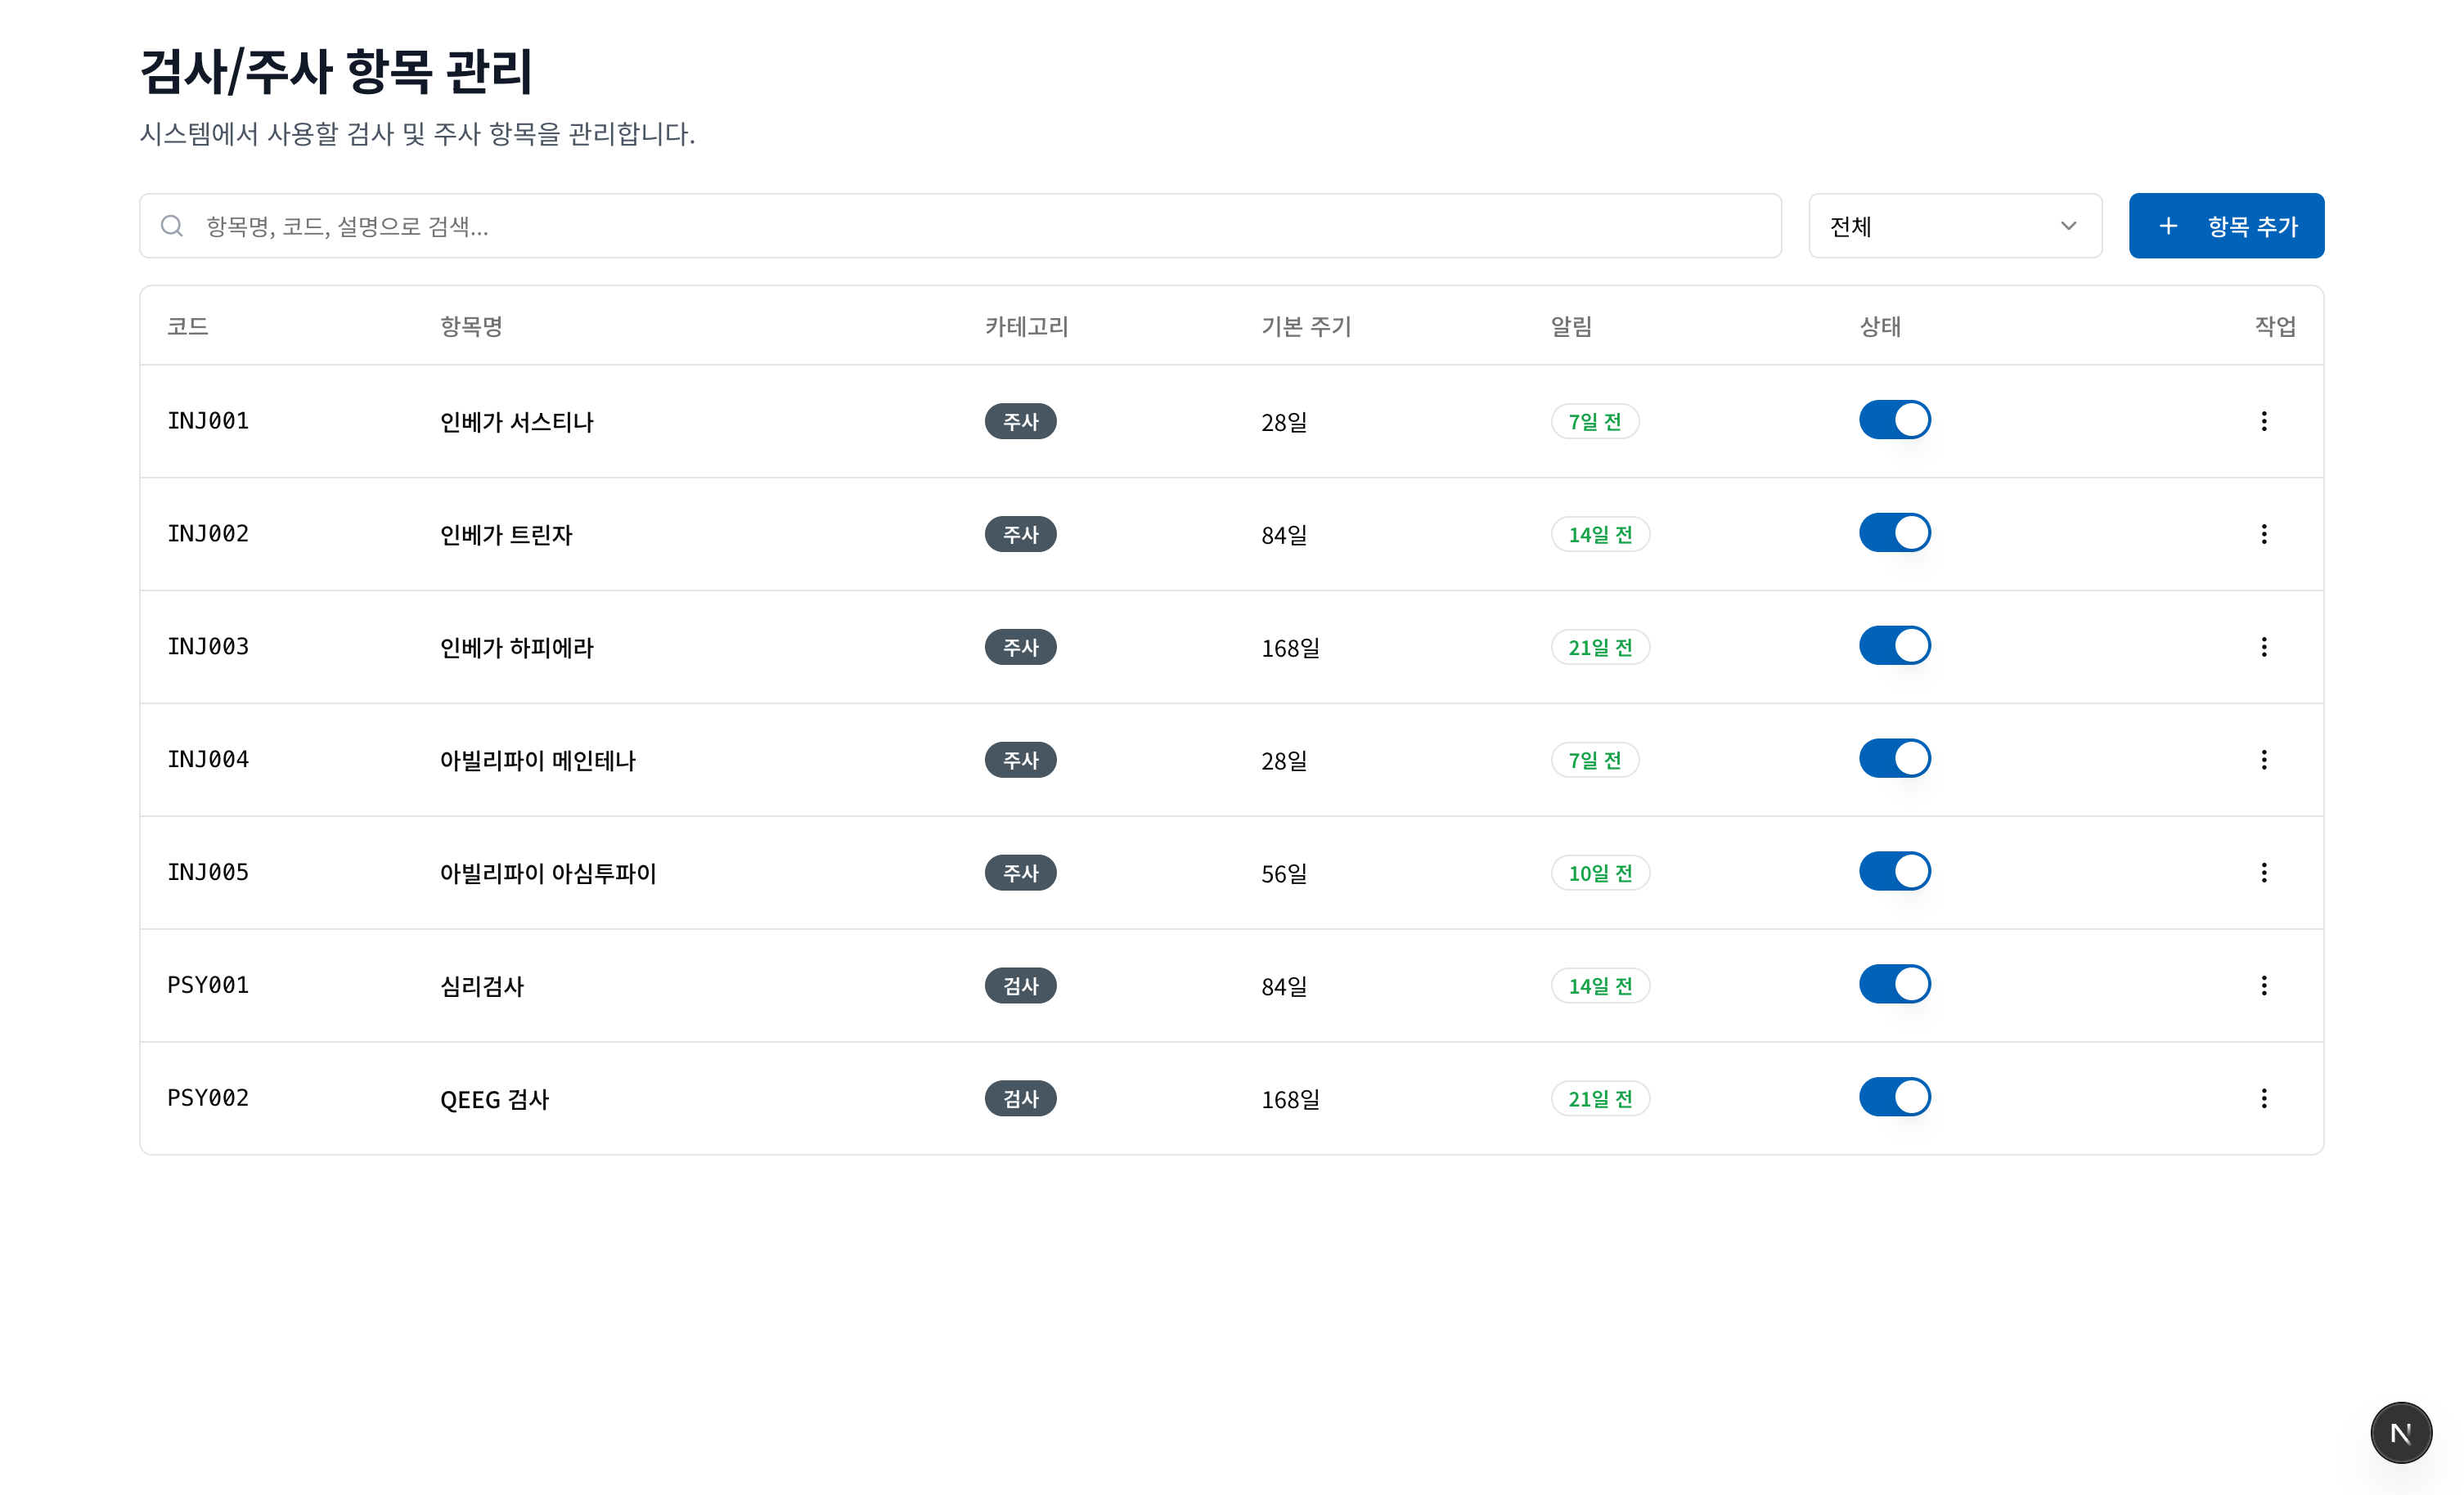 검사/주사 항목 관리
시스템에서 사용할 검사 및 주사 항목을 관리합니다.
항목명, 코드, 설명으로 검색... 전체 + 항목 추가
코드 항목명 카테고리 기본 주기 알림 상태 작업
INJ001 인베가 서스티나 주사 28일 7일 전
INJ002 인베가 트린자 주사 84일 14일 전
INJ003 인베가 하피에라 주사 168일 21일 전
INJ004 아빌리파이 메인테나 주사 28일 7일 전
INJ005 아빌리파이 아심투파이 주사 56일 10일 전
PSY001 심리검사 검사 84일 14일 전
PSY002 QEEG 검사 검사 168일 21일 전
N